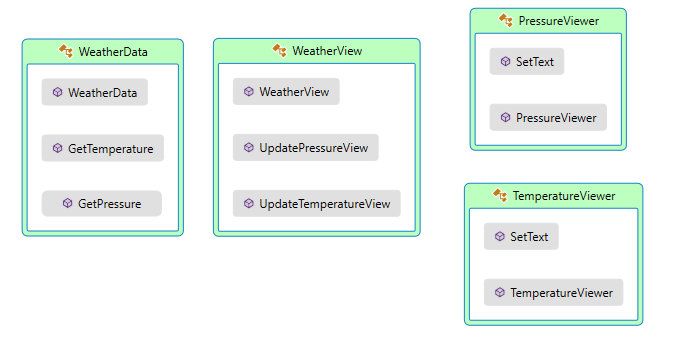 WeatherData
WeatherData
GetTemperature
GetPressure
WeatherView
WeatherView
UpdatePressureView
UpdateTemperatureView
PressureViewer
SetText
PressureViewer
TemperatureViewer
SetText
TemperatureViewer